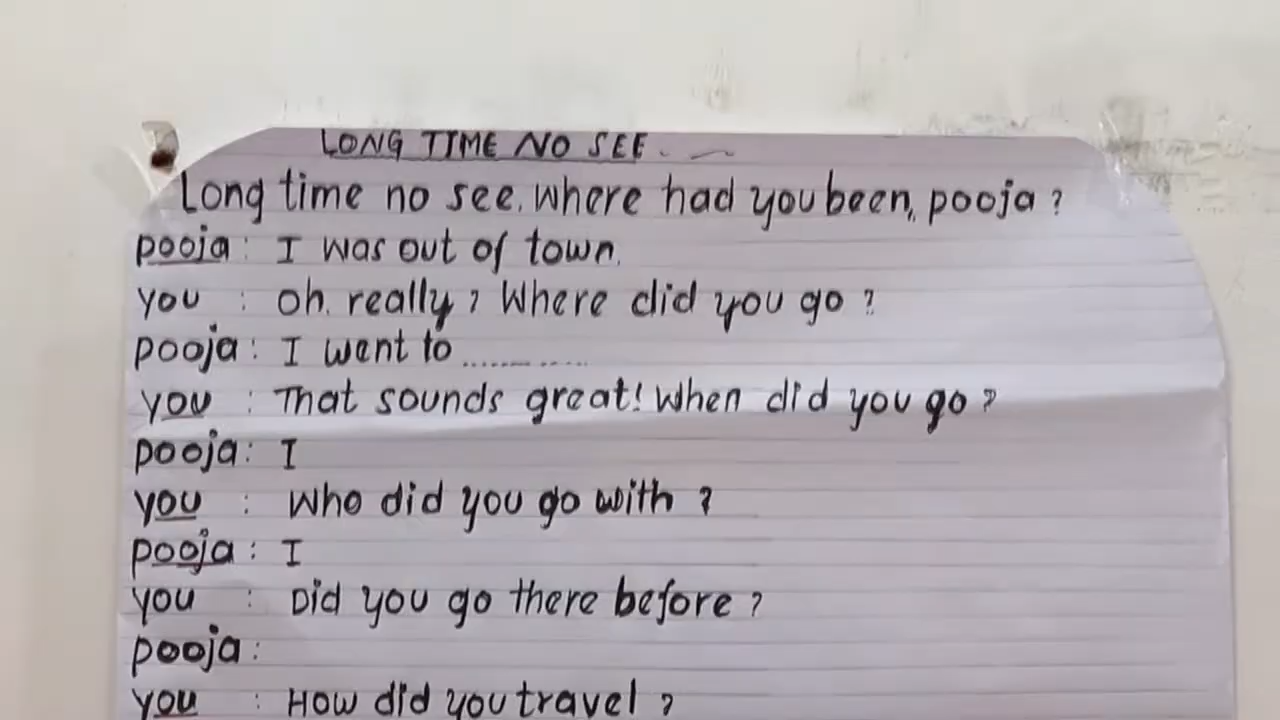 LONG TIME NO SEE.
Long time no see. Where had you been, pooja?
pooja: I was out of town.
you : Oh. really? Where did you go?
pooja: I went to ............
you : That sounds great! When did you go?
pooja: I
you : Who did you go with?
pooja: I
you : Did you go there before?
pooja:
you : How did you travel?